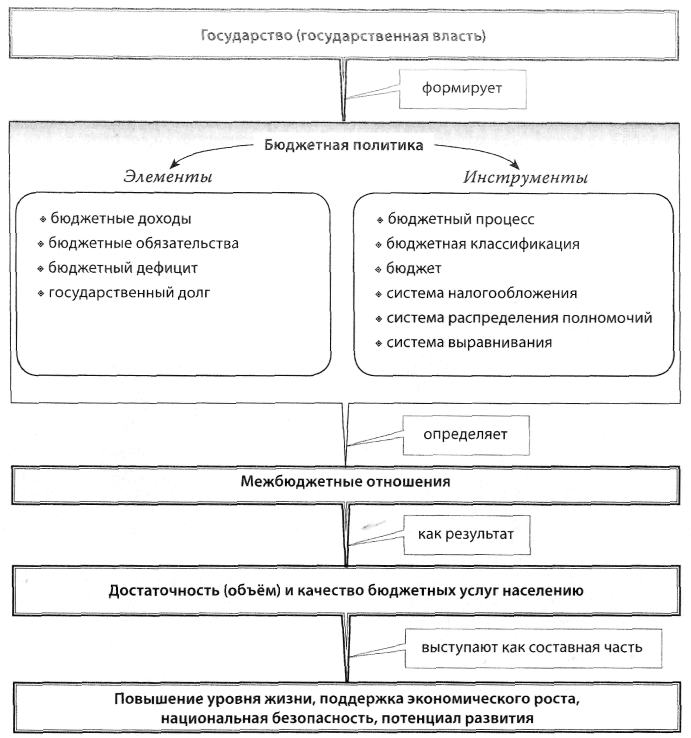 Государство (государственная власть)
формирует
Бюджетная политика
Элементы
Инструменты
бюджетные доходы
бюджетные обязательства
бюджетный дефицит
государственный долг
бюджетный процесс
бюджетная классификация
бюджет
система налогообложения
система распределения полномочий
система выравнивания
определяет
Межбюджетные отношения
как результат
Достаточность (объём) и качество бюджетных услуг населению
выступают как составная часть
Повышение уровня жизни, поддержка экономического роста,
национальная безопасность, потенциал развития